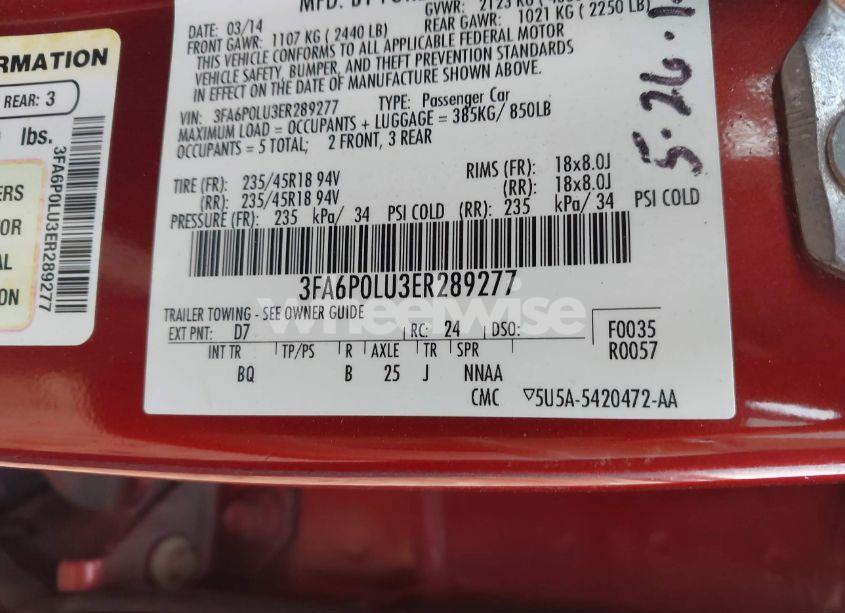 MFD. BY
DATE: 03/14
GVWR: 2123 KG
FRONT GAWR: 1107 KG ( 2440 LB)
REAR GAWR: 1021 KG ( 2250 LB)
THIS VEHICLE CONFORMS TO ALL APPLICABLE FEDERAL MOTOR
VEHICLE SAFETY, BUMPER, AND THEFT PREVENTION STANDARDS
IN EFFECT ON THE DATE OF MANUFACTURE SHOWN ABOVE.
VIN: 3FA6P0LU3ER289277 TYPE: Passenger Car
MAXIMUM LOAD = OCCUPANTS + LUGGAGE = 385KG/ 850LB
OCCUPANTS = 5 TOTAL; 2 FRONT, 3 REAR
TIRE (FR): 235/45R18 94V RIMS (FR): 18x8.0J
(RR): 235/45R18 94V (RR): 18x8.0J
PRESSURE (FR): 235 kPa/ 34 PSI COLD (RR): 235 kPa/ 34 PSI COLD
3FA6P0LU3ER289277
TRAILER TOWING - SEE OWNER GUIDE
EXT PNT: D7 RC: 24 DSO: F0035
R0057
INT TR TP/PS R AXLE TR SPR
BQ B 25 J NNAA
CMC ▽5U5A-5420472-AA
5·26·1
ORMATION
REAR: 3
lbs.
3FA6P0LU3ER289277
ERS
TOR
AL
ION
wheelwise